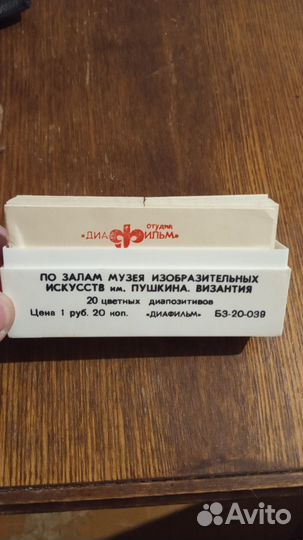 студия
«ДИАФИЛЬМ»
ПО ЗАЛАМ МУЗЕЯ ИЗОБРАЗИТЕЛЬНЫХ
ИСКУССТВ им. ПУШКИНА. ВИЗАНТИЯ
20 цветных диапозитивов
Цена 1 руб. 20 коп. «ДИАФИЛЬМ» БЗ-20-039
Avito